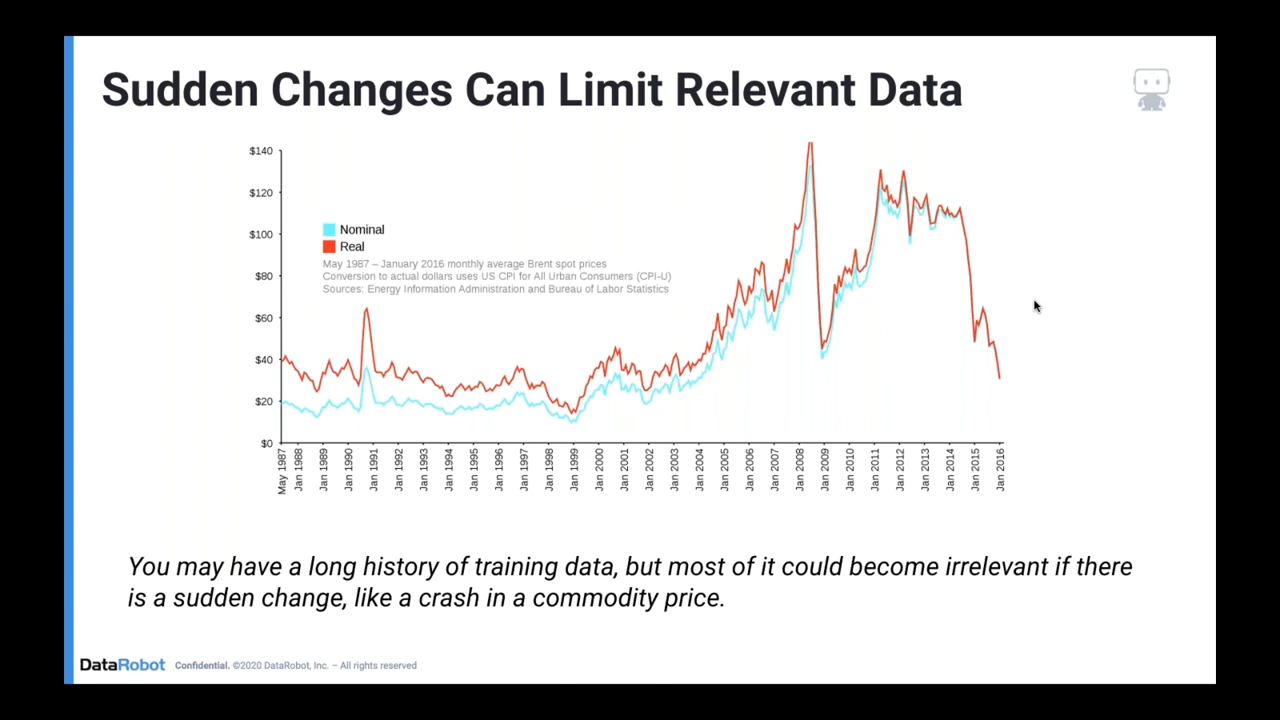 Sudden Changes Can Limit Relevant Data
$140
$120
$100
$80
$60
$40
$20
$0
Nominal
Real
May 1987 – January 2016 monthly average Brent spot prices
Conversion to actual dollars uses US CPI for All Urban Consumers (CPI-U)
Sources: Energy Information Administration and Bureau of Labor Statistics
May 1987
Jan 1988
Jan 1989
Jan 1990
Jan 1991
Jan 1992
Jan 1993
Jan 1994
Jan 1995
Jan 1996
Jan 1997
Jan 1998
Jan 1999
Jan 2000
Jan 2001
Jan 2002
Jan 2003
Jan 2004
Jan 2005
Jan 2006
Jan 2007
Jan 2008
Jan 2009
Jan 2010
Jan 2011
Jan 2012
Jan 2013
Jan 2014
Jan 2015
Jan 2016
You may have a long history of training data, but most of it could become irrelevant if there
is a sudden change, like a crash in a commodity price.
DataRobot Confidential. ©2020 DataRobot, Inc. – All rights reserved